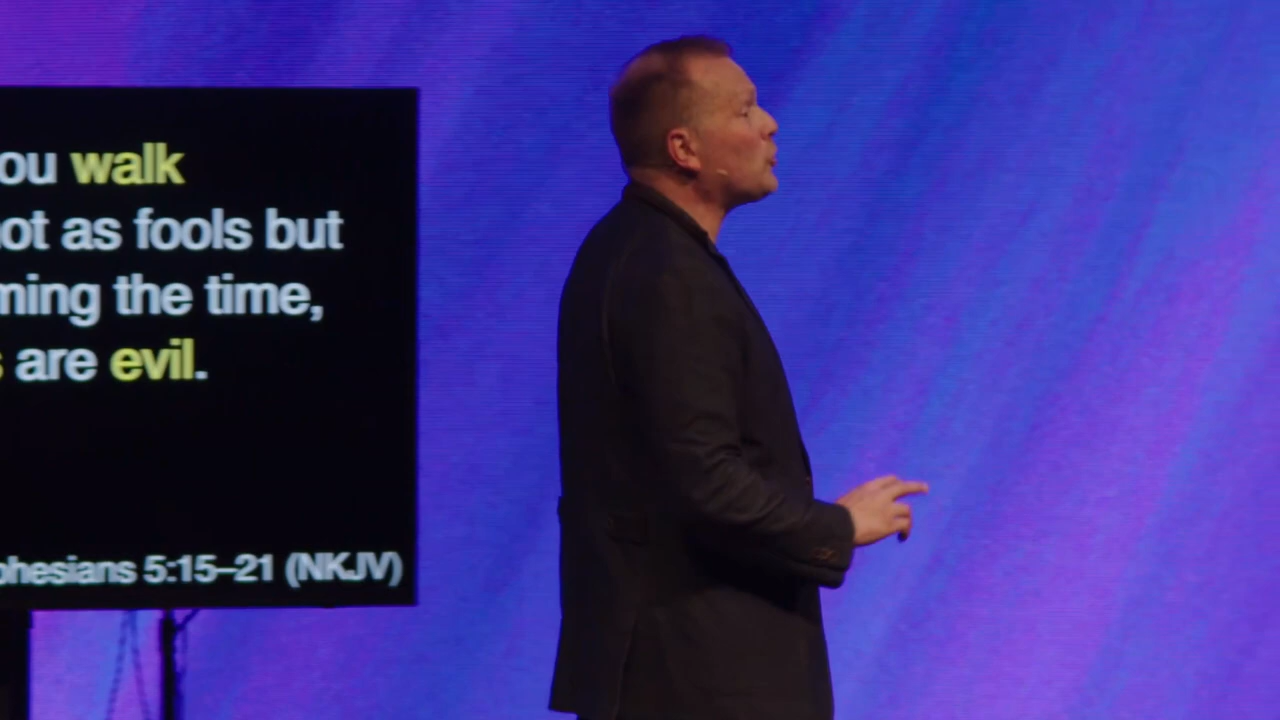 ou walk
ot as fools but
ming the time,
s are evil.
phesians 5:15–21 (NKJV)